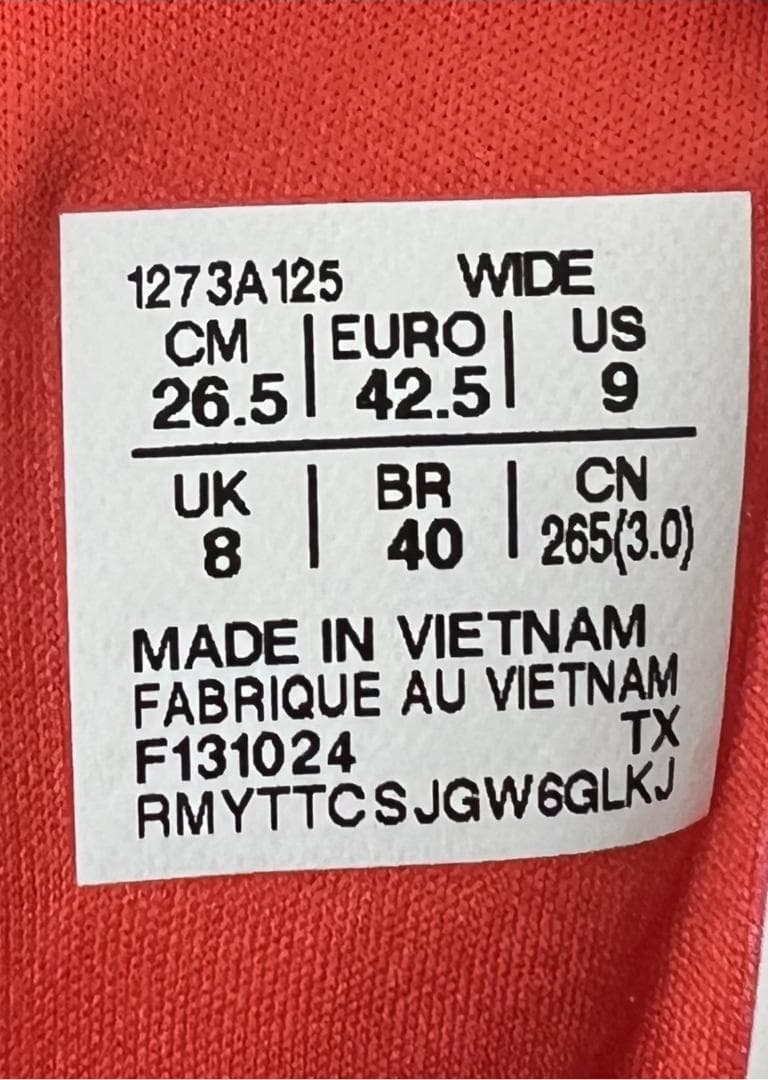 1273A125 WIDE
CM | EURO | US
26.5 | 42.5 | 9
UK | BR | CN
8 | 40 | 265(3.0)
MADE IN VIETNAM
FABRIQUE AU VIETNAM
F131024 TX
RMYTTCSJGW6GLKJ